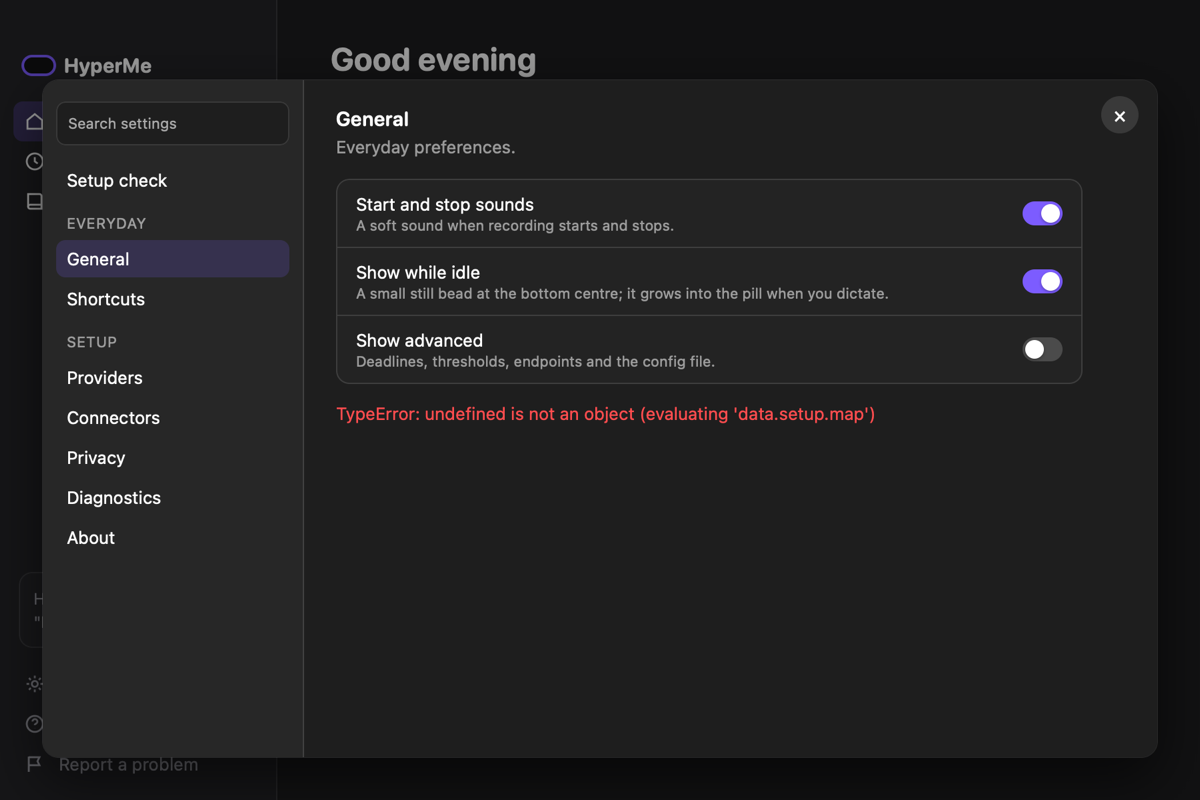 HyperMe
Good evening
Search settings
Setup check
EVERYDAY
General
Shortcuts
SETUP
Providers
Connectors
Privacy
Diagnostics
About
General
Everyday preferences.
Start and stop sounds
A soft sound when recording starts and stops.
Show while idle
A small still bead at the bottom centre; it grows into the pill when you dictate.
Show advanced
Deadlines, thresholds, endpoints and the config file.
TypeError: undefined is not an object (evaluating 'data.setup.map')
Report a problem